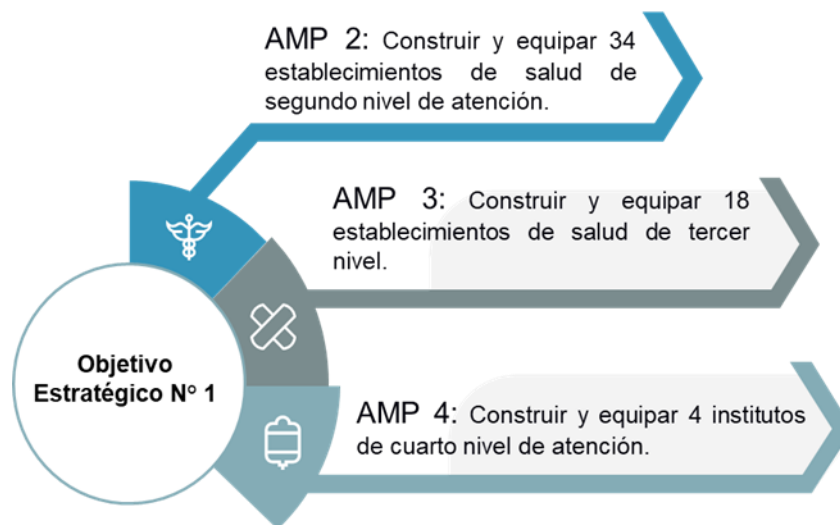 AMP 2: Construir y equipar 34
establecimientos de salud de
segundo nivel de atención.
AMP 3: Construir y equipar 18
establecimientos de salud de tercer
nivel.
Objetivo
Estratégico N° 1
AMP 4: Construir y equipar 4 institutos
de cuarto nivel de atención.